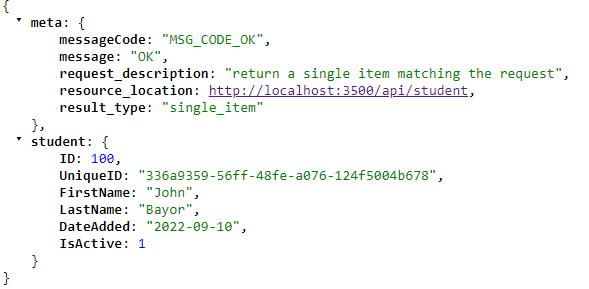 {
meta: {
messageCode: "MSG_CODE_OK",
message: "OK",
request_description: "return a single item matching the request",
resource_location: http://localhost:3500/api/student,
result_type: "single_item"
},
student: {
ID: 100,
UniqueID: "336a9359-56ff-48fe-a076-124f5004b678",
FirstName: "John",
LastName: "Bayor",
DateAdded: "2022-09-10",
IsActive: 1
}
}